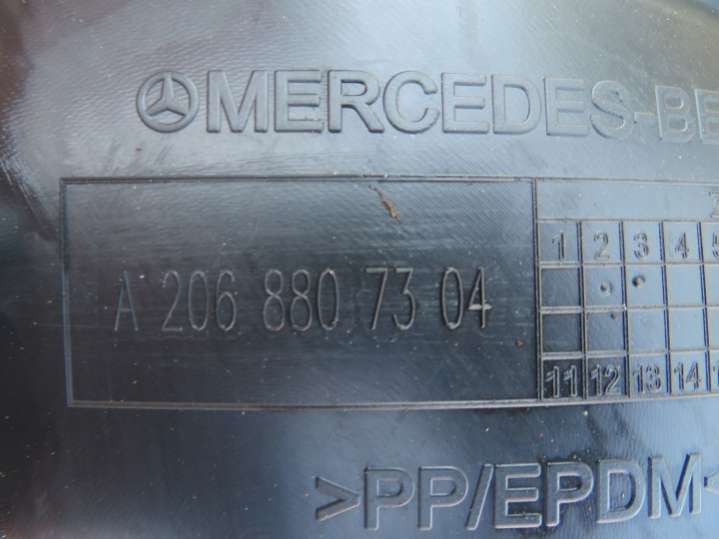 MERCEDES-BE
A 206 880 73 04
1 2 3 4 5
11 12 13 14
>PP/EPDM<